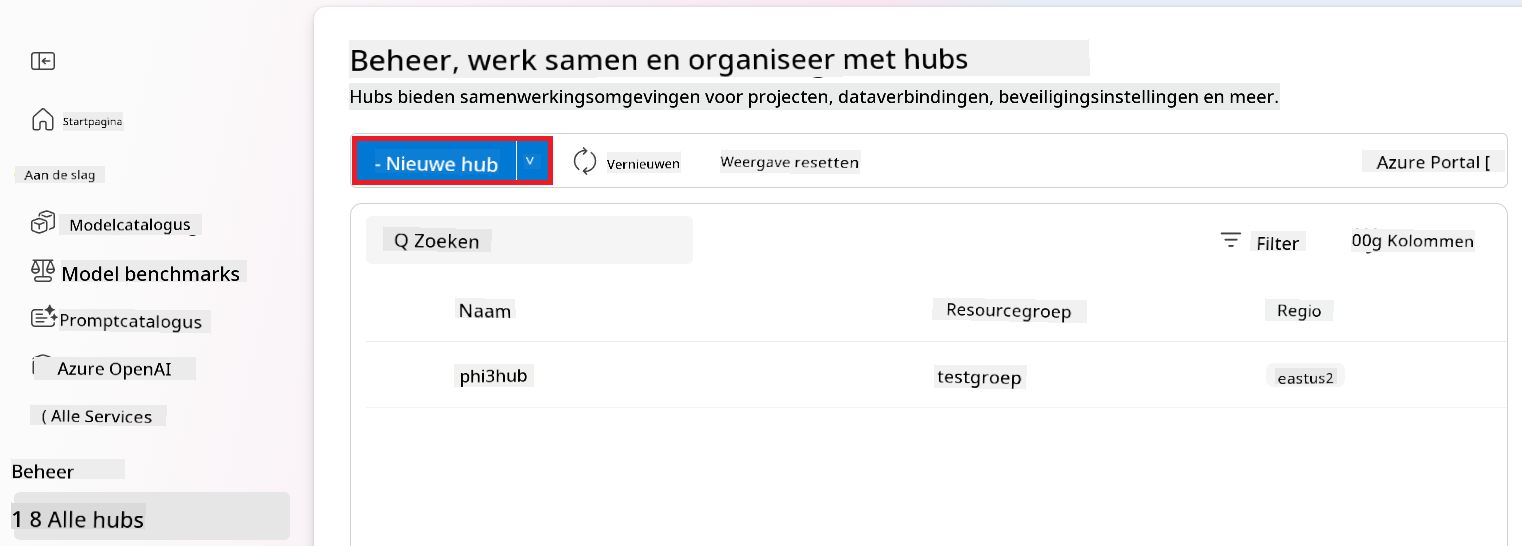 Startpagina
Aan de slag
Modelcatalogus
Model benchmarks
Promptcatalogus
Azure OpenAI
( Alle Services
Beheer
1 8 Alle hubs
Beheer, werk samen en organiseer met hubs
Hubs bieden samenwerkingsomgevingen voor projecten, dataverbindingen, beveiligingsinstellingen en meer.
- Nieuwe hub v Vernieuwen Weergave resetten Azure Portal [
Q Zoeken Filter 00g Kolommen
Naam Resourcegroep Regio
phi3hub testgroep eastus2